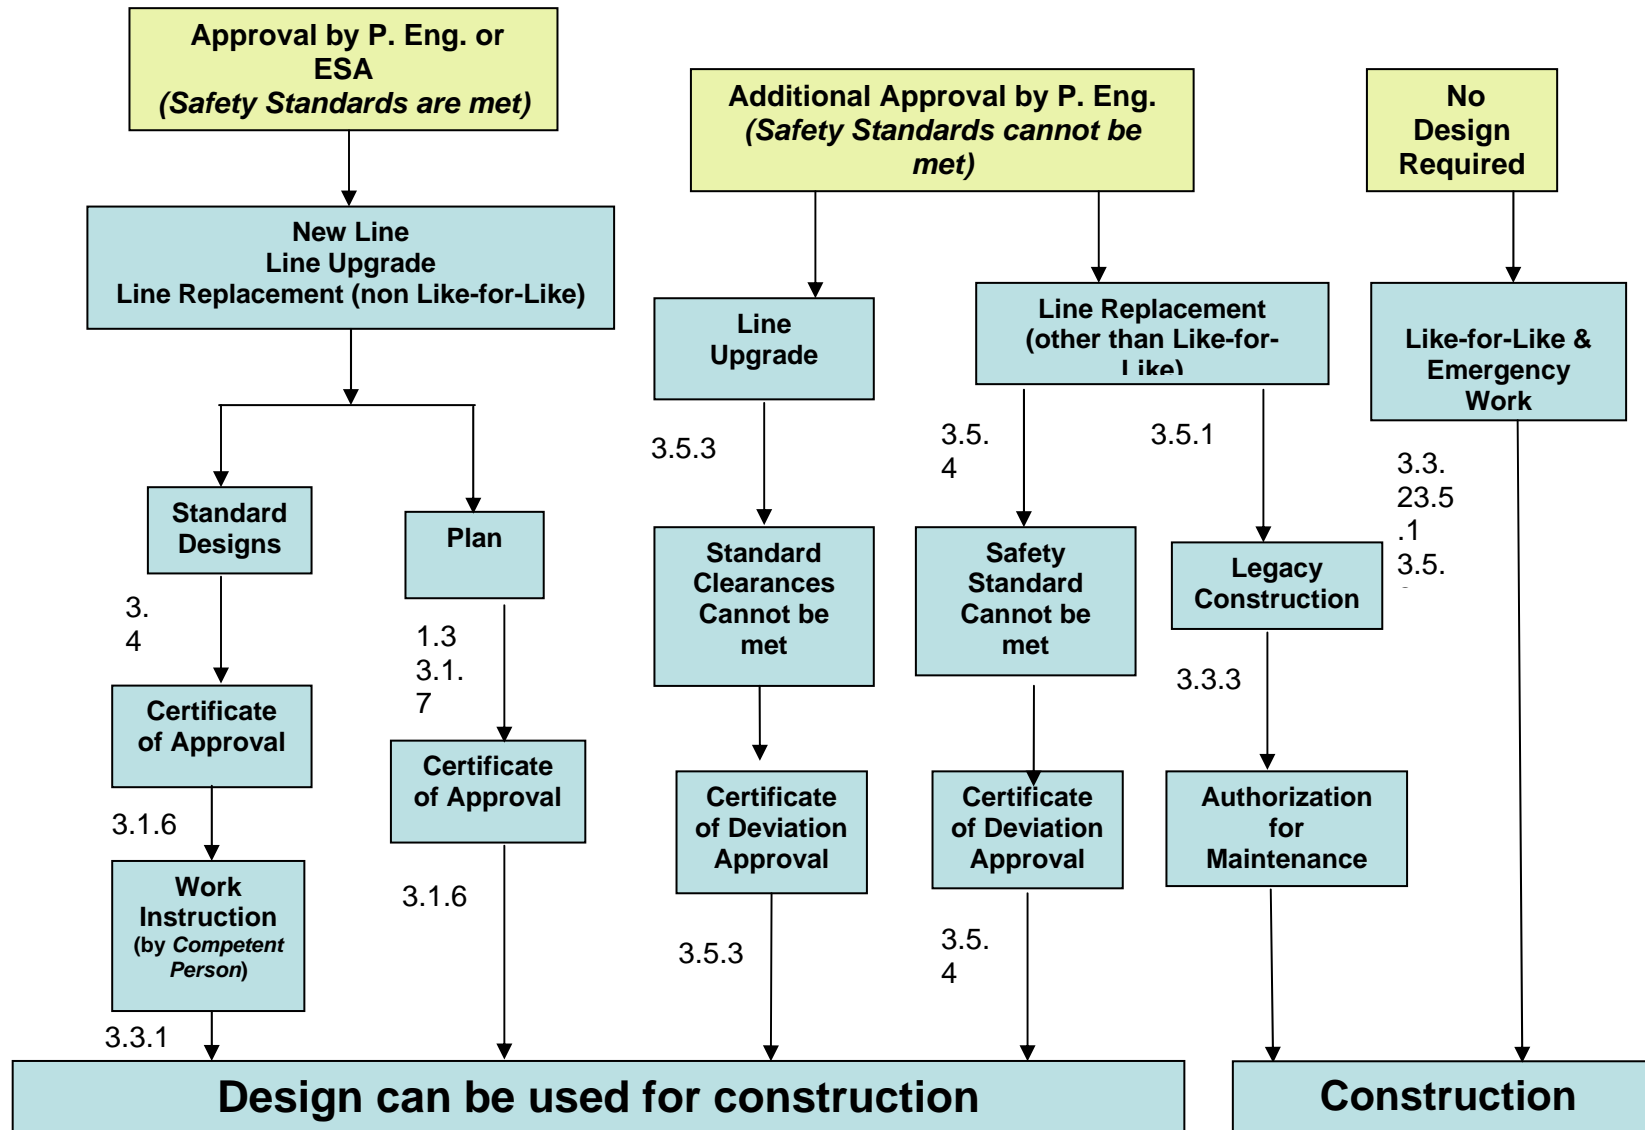 Approval by P. Eng. or
ESA
(Safety Standards are met)
Additional Approval by P. Eng.
(Safety Standards cannot be
met)
No
Design
Required
New Line
Line Upgrade
Line Replacement (non Like-for-Like)
Line
Upgrade
Line Replacement
(other than Like-for-
Like)
Like-for-Like &
Emergency
Work
3.5.3
3.5.
4
3.5.1
3.3.
23.5
.1
3.5.
Standard
Designs
Plan
Standard
Clearances
Cannot be
met
Safety
Standard
Cannot be
met
Legacy
Construction
3.
4
1.3
3.1.
7
3.3.3
Certificate
of Approval
Certificate
of Approval
Certificate
of Deviation
Approval
Certificate
of Deviation
Approval
Authorization
for
Maintenance
3.1.6
Work
Instruction
(by Competent
Person)
3.1.6
3.5.3
3.5.
4
3.3.1
Design can be used for construction
Construction